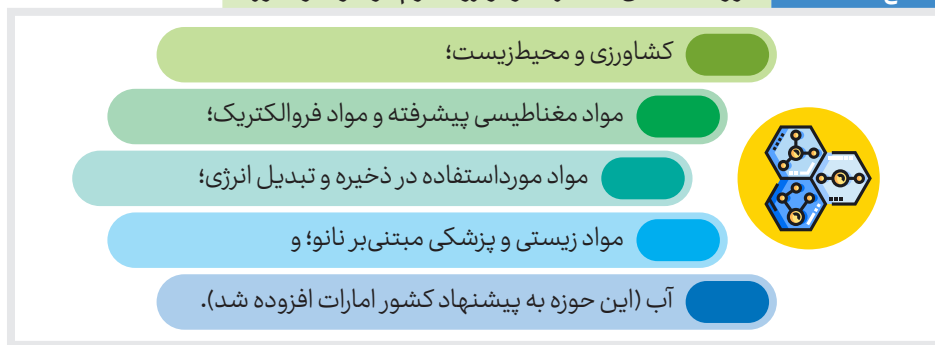 کشاورزی و محیط‌زیست؛
مواد مغناطیسی پیشرفته و مواد فروالکتریک؛
مواد مورداستفاده در ذخیره و تبدیل انرژی؛
مواد زیستی و پزشکی مبتنی‌بر نانو؛ و
آب (این حوزه به پیشنهاد کشور امارات افزوده شد).